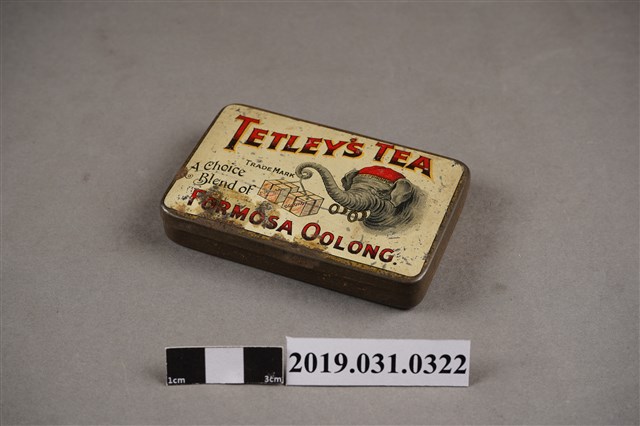 TETLEY'S TEA
TRADE MARK
A Choice
Blend of
FORMOSA OOLONG.
1cm 3cm
2019.031.0322